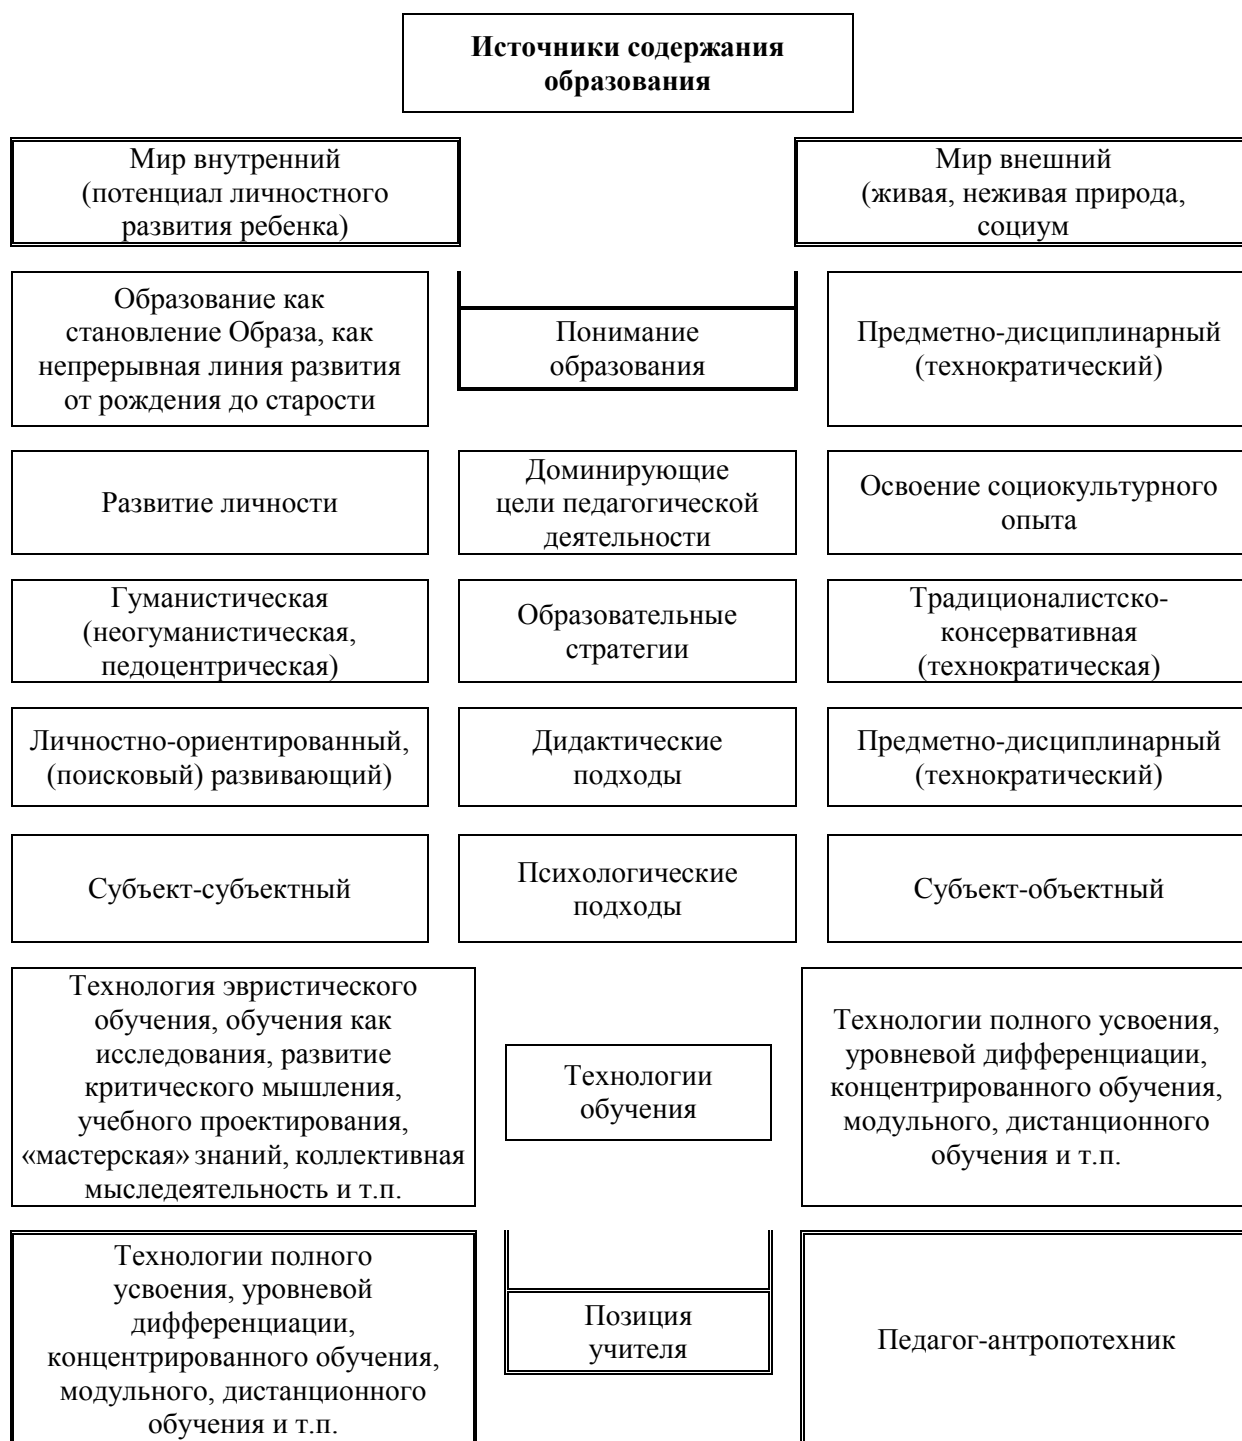 Источники содержания
образования
Мир внутренний
(потенциал личностного
развития ребенка)
Мир внешний
(живая, неживая природа,
социум
Образование как
становление Образа, как
непрерывная линия развития
от рождения до старости
Понимание
образования
Предметно-дисциплинарный
(технократический)
Развитие личности
Доминирующие
цели педагогической
деятельности
Освоение социокультурного
опыта
Гуманистическая
(неогуманистическая,
педоцентрическая)
Образовательные
стратегии
Традиционалистско-
консервативная
(технократическая)
Личностно-ориентированный,
(поисковый) развивающий)
Дидактические
подходы
Предметно-дисциплинарный
(технократический)
Субъект-субъектный
Психологические
подходы
Субъект-объектный
Технология эвристического
обучения, обучения как
исследования, развитие
критического мышления,
учебного проектирования,
«мастерская» знаний, коллективная
мыследеятельность и т.п.
Технологии
обучения
Технологии полного усвоения,
уровневой дифференциации,
концентрированного обучения,
модульного, дистанционного
обучения и т.п.
Технологии полного
усвоения, уровневой
дифференциации,
концентрированного обучения,
модульного, дистанционного
обучения и т.п.
Позиция
учителя
Педагог-антропотехник